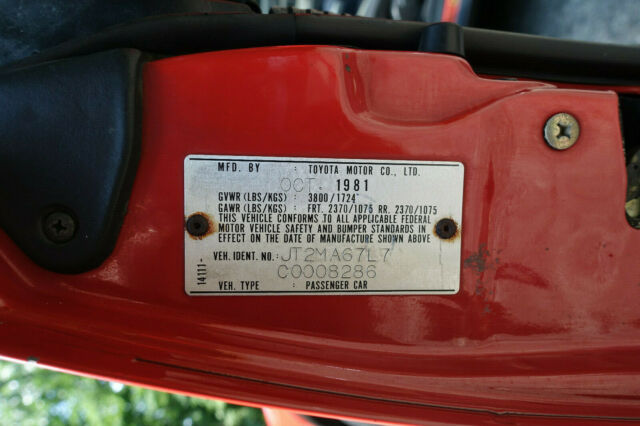 MFD. BY : TOYOTA MOTOR CO., LTD.
OCT. 1981
GVWR (LBS/KGS) : 3800/1724
GAWR (LBS/KGS) : FRT. 2370/1075 RR. 2370/1075
THIS VEHICLE CONFORMS TO ALL APPLICABLE FEDERAL
MOTOR VEHICLE SAFETY AND BUMPER STANDARDS IN
EFFECT ON THE DATE OF MANUFACTURE SHOWN ABOVE
VEH. IDENT. NO.: JT2MA67L7
C0008286
VEH. TYPE : PASSENGER CAR
14111-